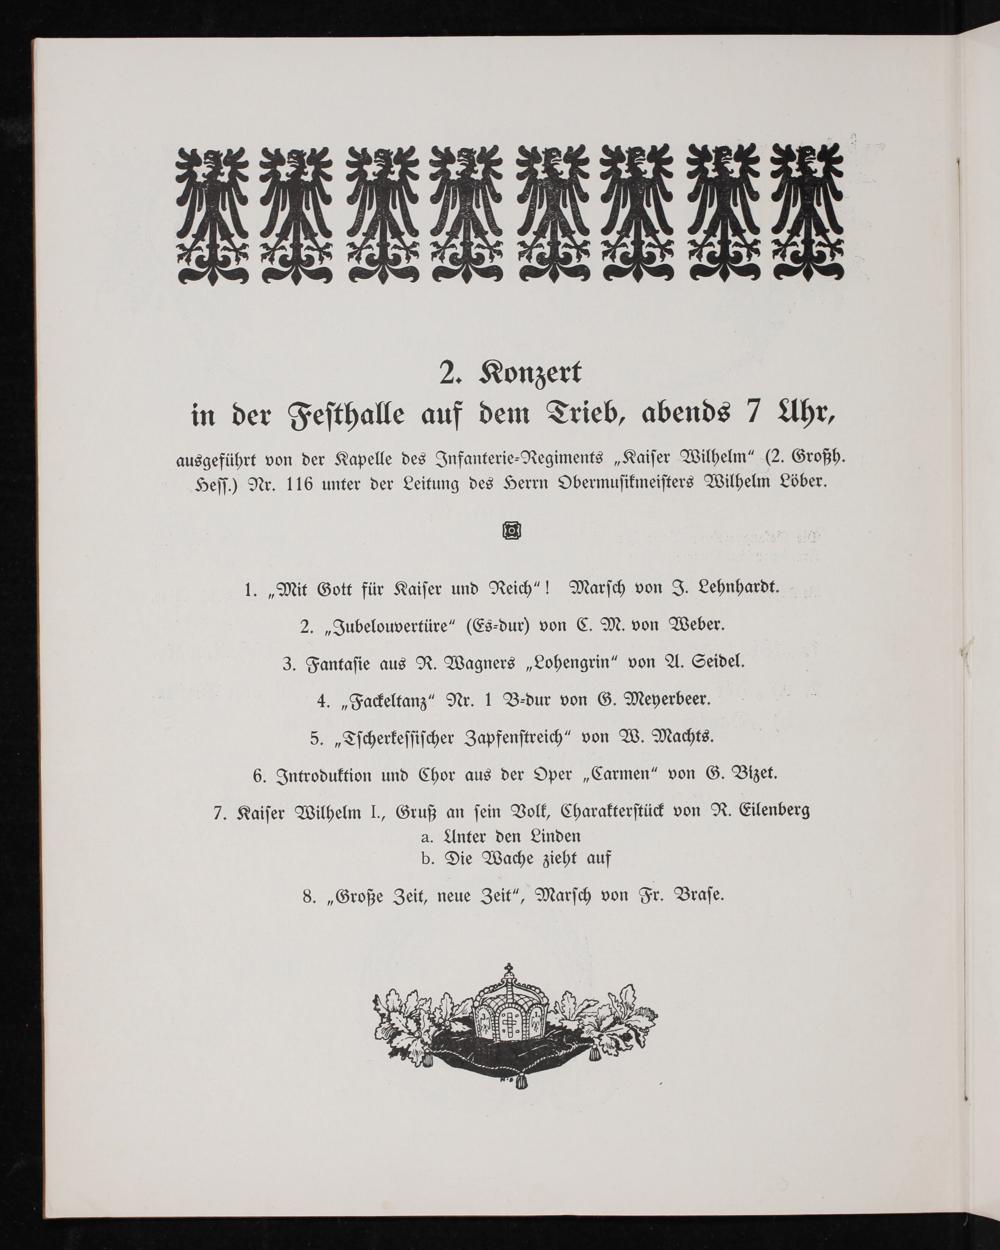 2. Konzert
in der Festhalle auf dem Trieb, abends 7 Uhr,
ausgeführt von der Kapelle des Infanterie-Regiments „Kaiser Wilhelm“ (2. Großh.
Hess.) Nr. 116 unter der Leitung des Herrn Obermusikmeisters Wilhelm Löber.
1. „Mit Gott für Kaiser und Reich“! Marsch von J. Lehnhardt.
2. „Jubelouvertüre“ (Es-dur) von C. M. von Weber.
3. Fantasie aus R. Wagners „Lohengrin“ von A. Seidel.
4. „Fackeltanz“ Nr. 1 B-dur von G. Meyerbeer.
5. „Tscherkessischer Zapfenstreich“ von W. Machts.
6. Introduktion und Chor aus der Oper „Carmen“ von G. Bizet.
7. Kaiser Wilhelm I., Gruß an sein Volk, Charakterstück von R. Eilenberg
a. Unter den Linden
b. Die Wache zieht auf
8. „Große Zeit, neue Zeit“, Marsch von Fr. Brase.